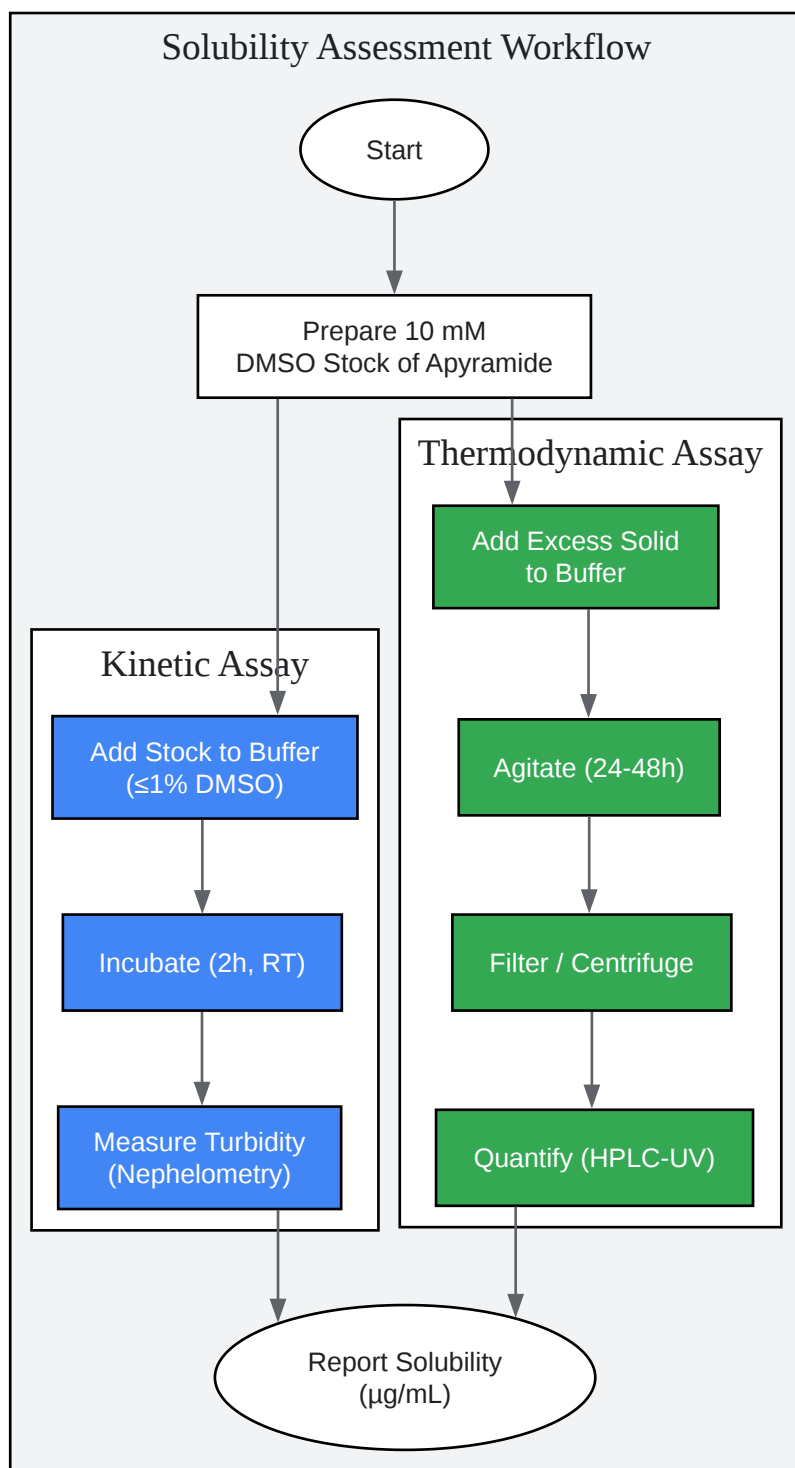 Solubility Assessment Workflow
Start
Prepare 10 mM
DMSO Stock of Apyramide
Thermodynamic Assay
Add Excess Solid
to Buffer
Kinetic Assay
Add Stock to Buffer
(≤1% DMSO)
Agitate (24-48h)
Incubate (2h, RT)
Filter / Centrifuge
Measure Turbidity
(Nephelometry)
Quantify (HPLC-UV)
Report Solubility
(µg/mL)